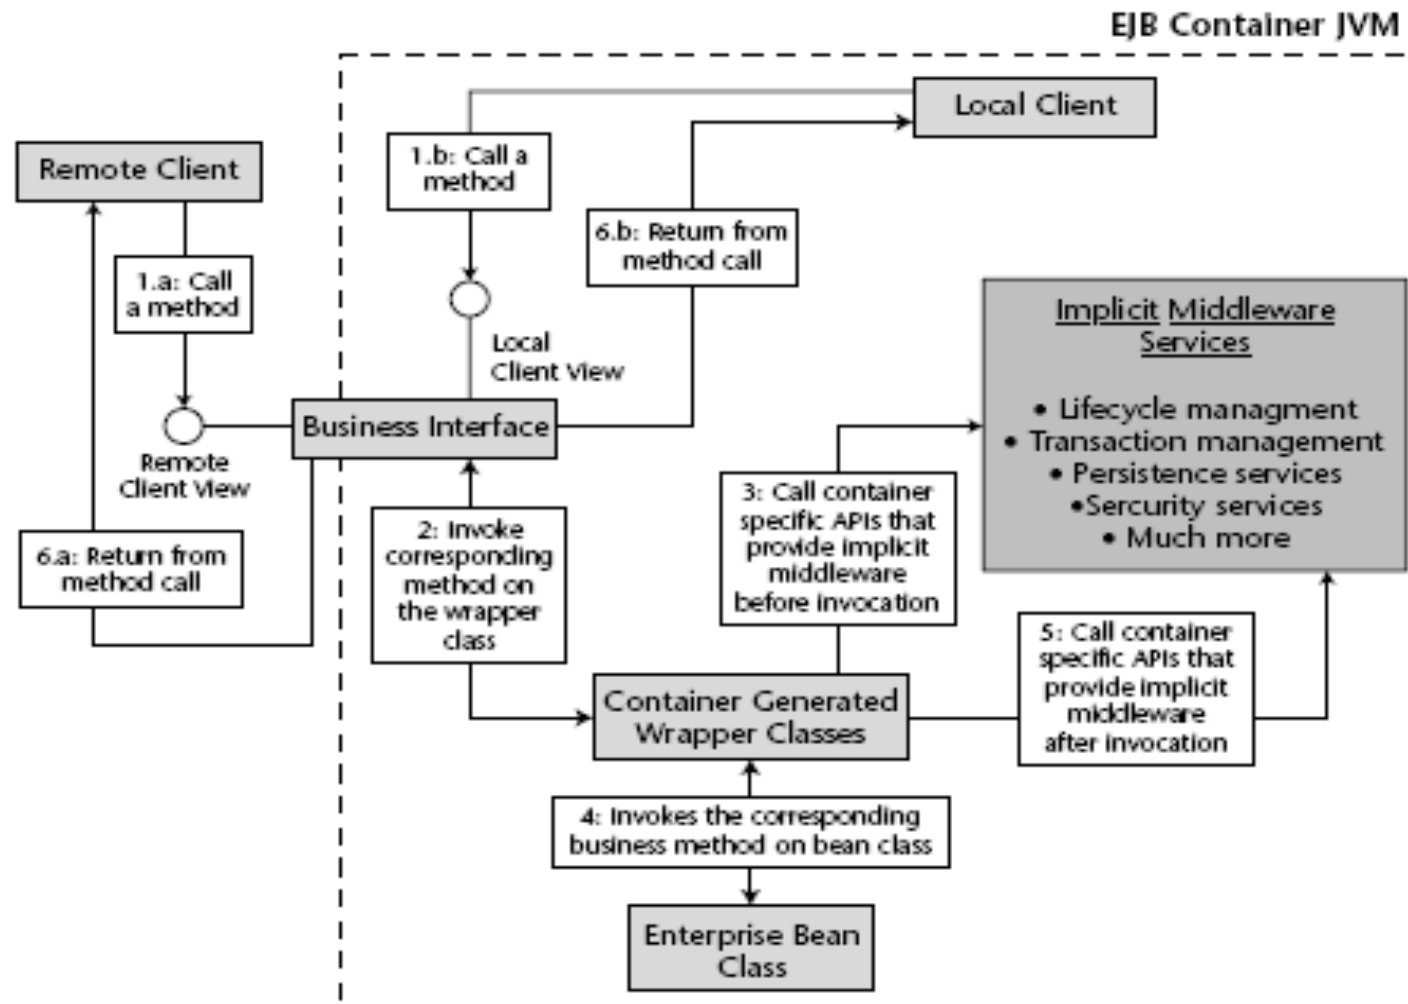 EJB Container JVM
Local Client
Remote Client
1.b: Call a
method
6.b: Return from
method call
1.a: Call
a method
Implicit Middleware
Services
Local
Client View
• Lifecycle managment
• Transaction management
• Persistence services
•Sercurity services
• Much more
Business Interface
Remote
Client View
3: Call container
specific APIs that
provide implicit
middleware
before invocation
2: Invoke
corresponding
method on
the wrapper
class
6.a: Return from
method call
5: Call container
specific APIs that
provide implicit
middleware
after invocation
Container Generated
Wrapper Classes
4: Invokes the corresponding
business method on bean class
Enterprise Bean
Class